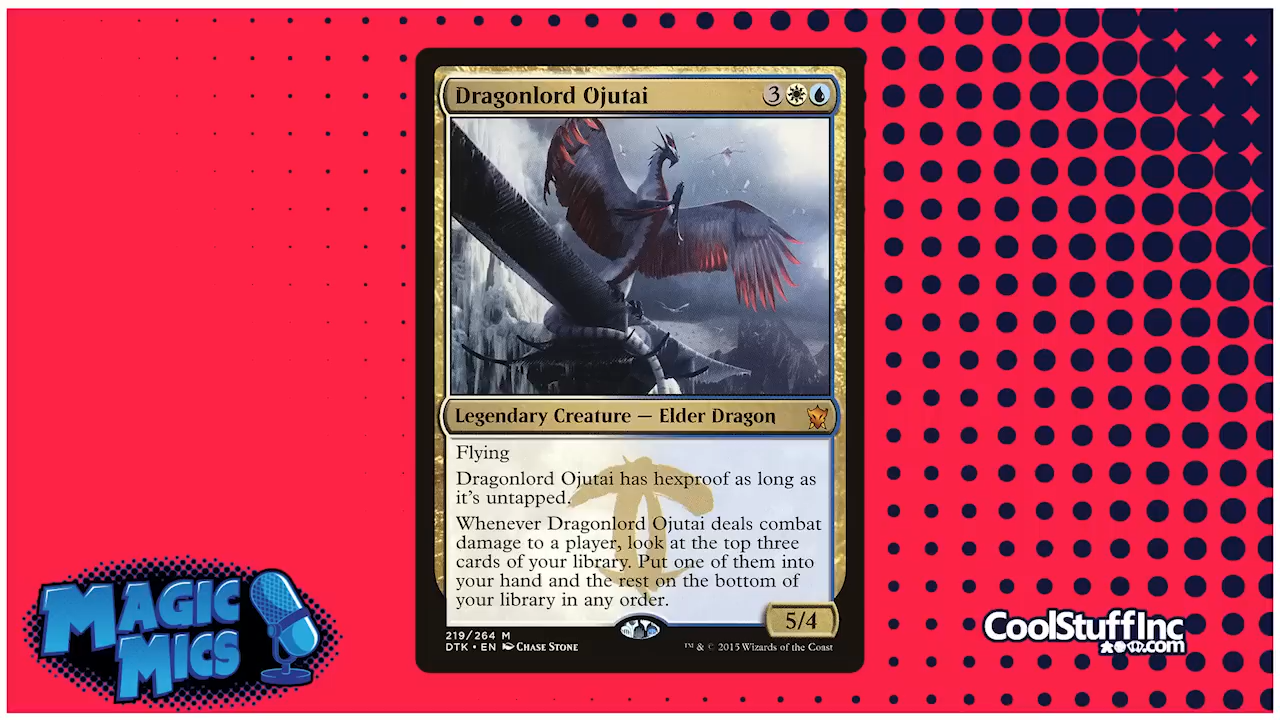 Dragonlord Ojutai 3
Legendary Creature — Elder Dragon
Flying
Dragonlord Ojutai has hexproof as long as
it's untapped.
Whenever Dragonlord Ojutai deals combat
damage to a player, look at the top three
cards of your library. Put one of them into
your hand and the rest on the bottom of
your library in any order.
5/4
219/264 M
DTK • EN CHASE STONE
™ & © 2015 Wizards of the Coast
MAGIC
MICS
CoolStuffInc
.com